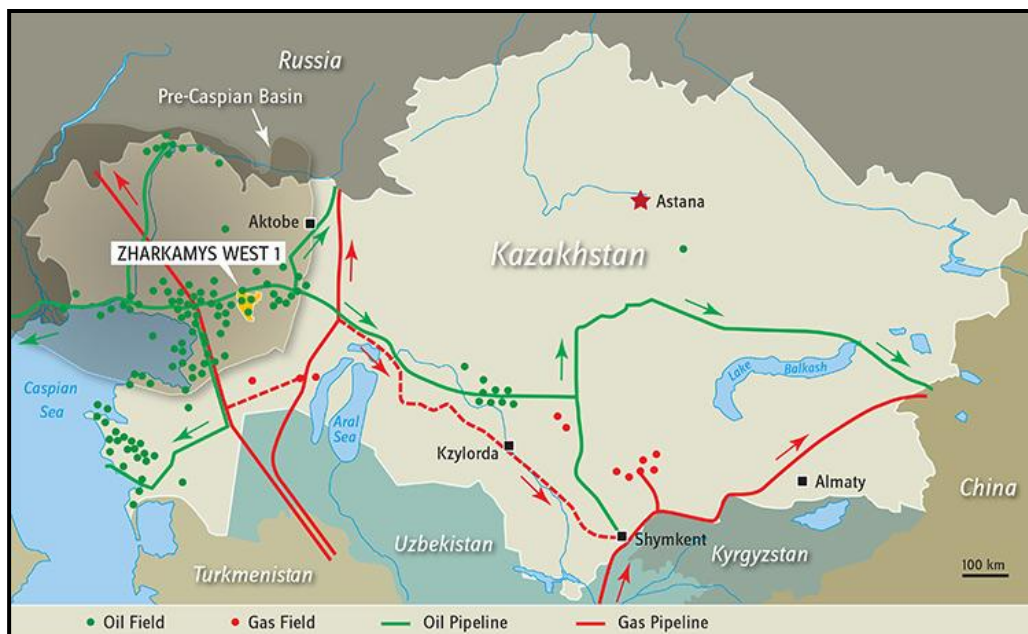 Russia
Pre-Caspian Basin
Aktobe
Astana
ZHARKAMYS WEST 1
Kazakhstan
Caspian
Sea
Aral
Sea
Lake Balkash
Kzylorda
Almaty
China
Shymkent
Uzbekistan
Kyrgyzstan
Turkmenistan
100 km
Oil Field Gas Field Oil Pipeline Gas Pipeline